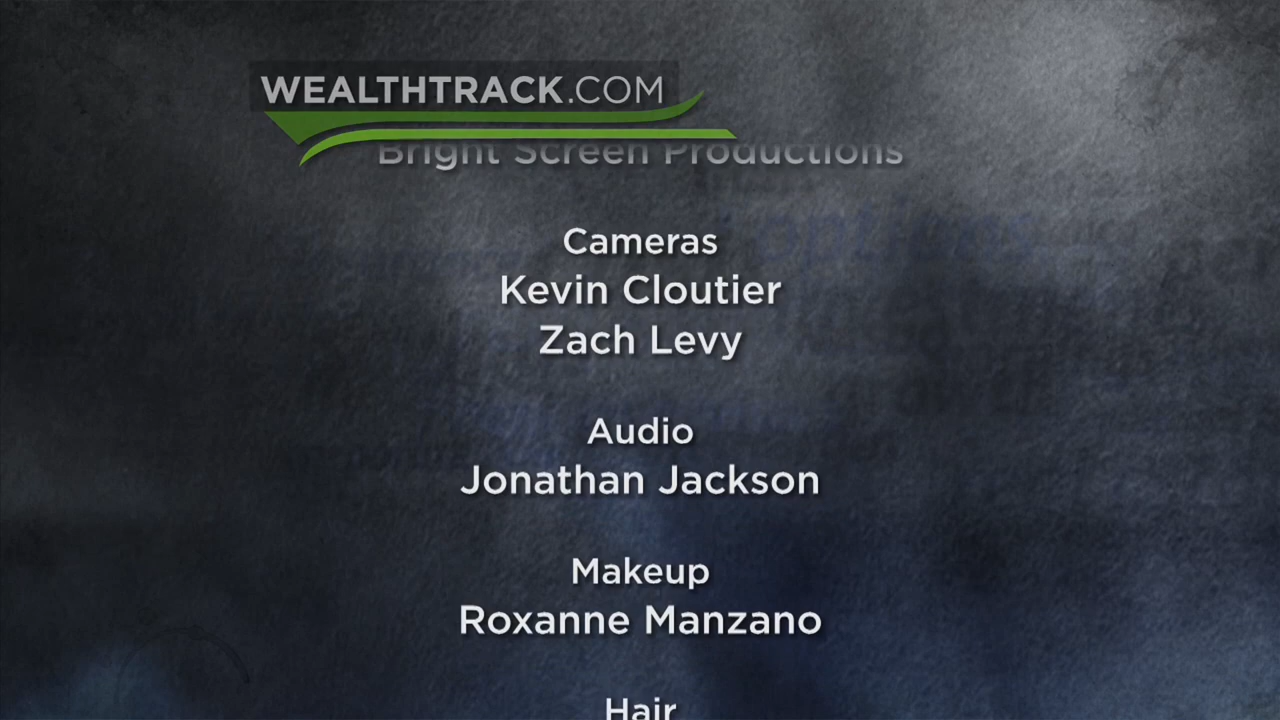 WEALTHTRACK.COM
Bright Screen Productions
Cameras
Kevin Cloutier
Zach Levy
Audio
Jonathan Jackson
Makeup
Roxanne Manzano
Hair